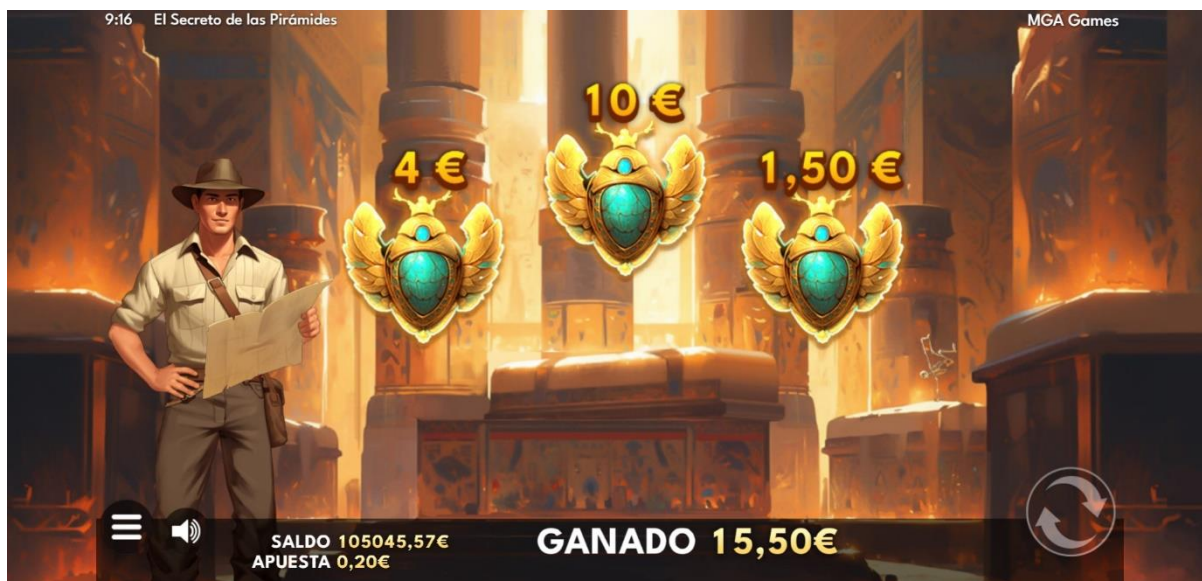 9:16 El Secreto de las Pirámides
MGA Games
10 €
4 €
1,50 €
SALDO 105045,57€
APUESTA 0,20€
GANADO 15,50€